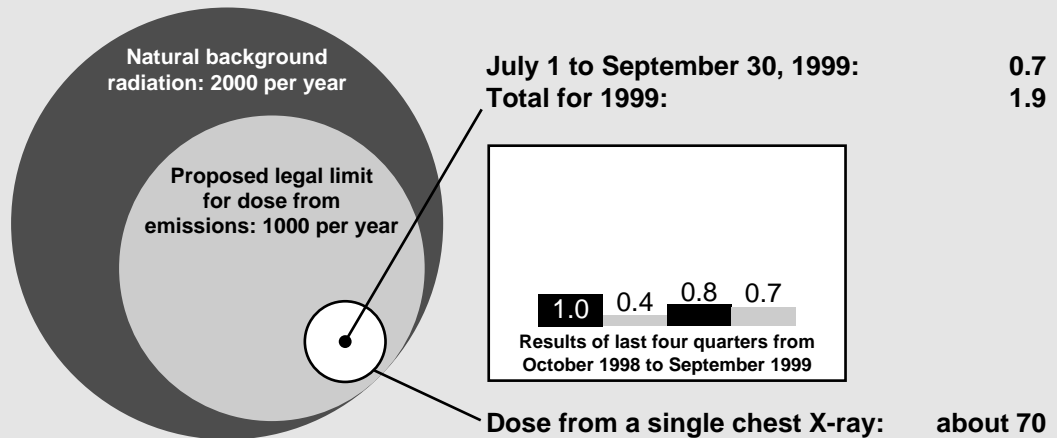 Natural background
radiation: 2000 per year
Proposed legal limit
for dose from
emissions: 1000 per year
July 1 to September 30, 1999: 0.7
Total for 1999: 1.9
1.0 0.4 0.8 0.7
Results of last four quarters from
October 1998 to September 1999
Dose from a single chest X-ray: about 70